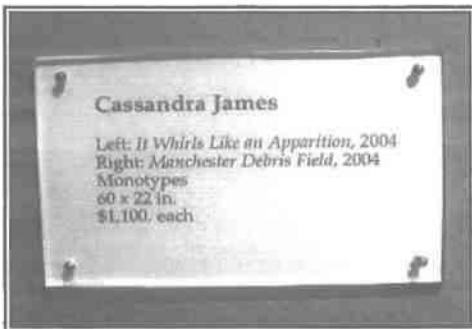 Cassandra James
Left: It Whirls Like an Apparition, 2004
Right: Manchester Debris Field, 2004
Monotypes
60 x 22 in.
$1,100. each